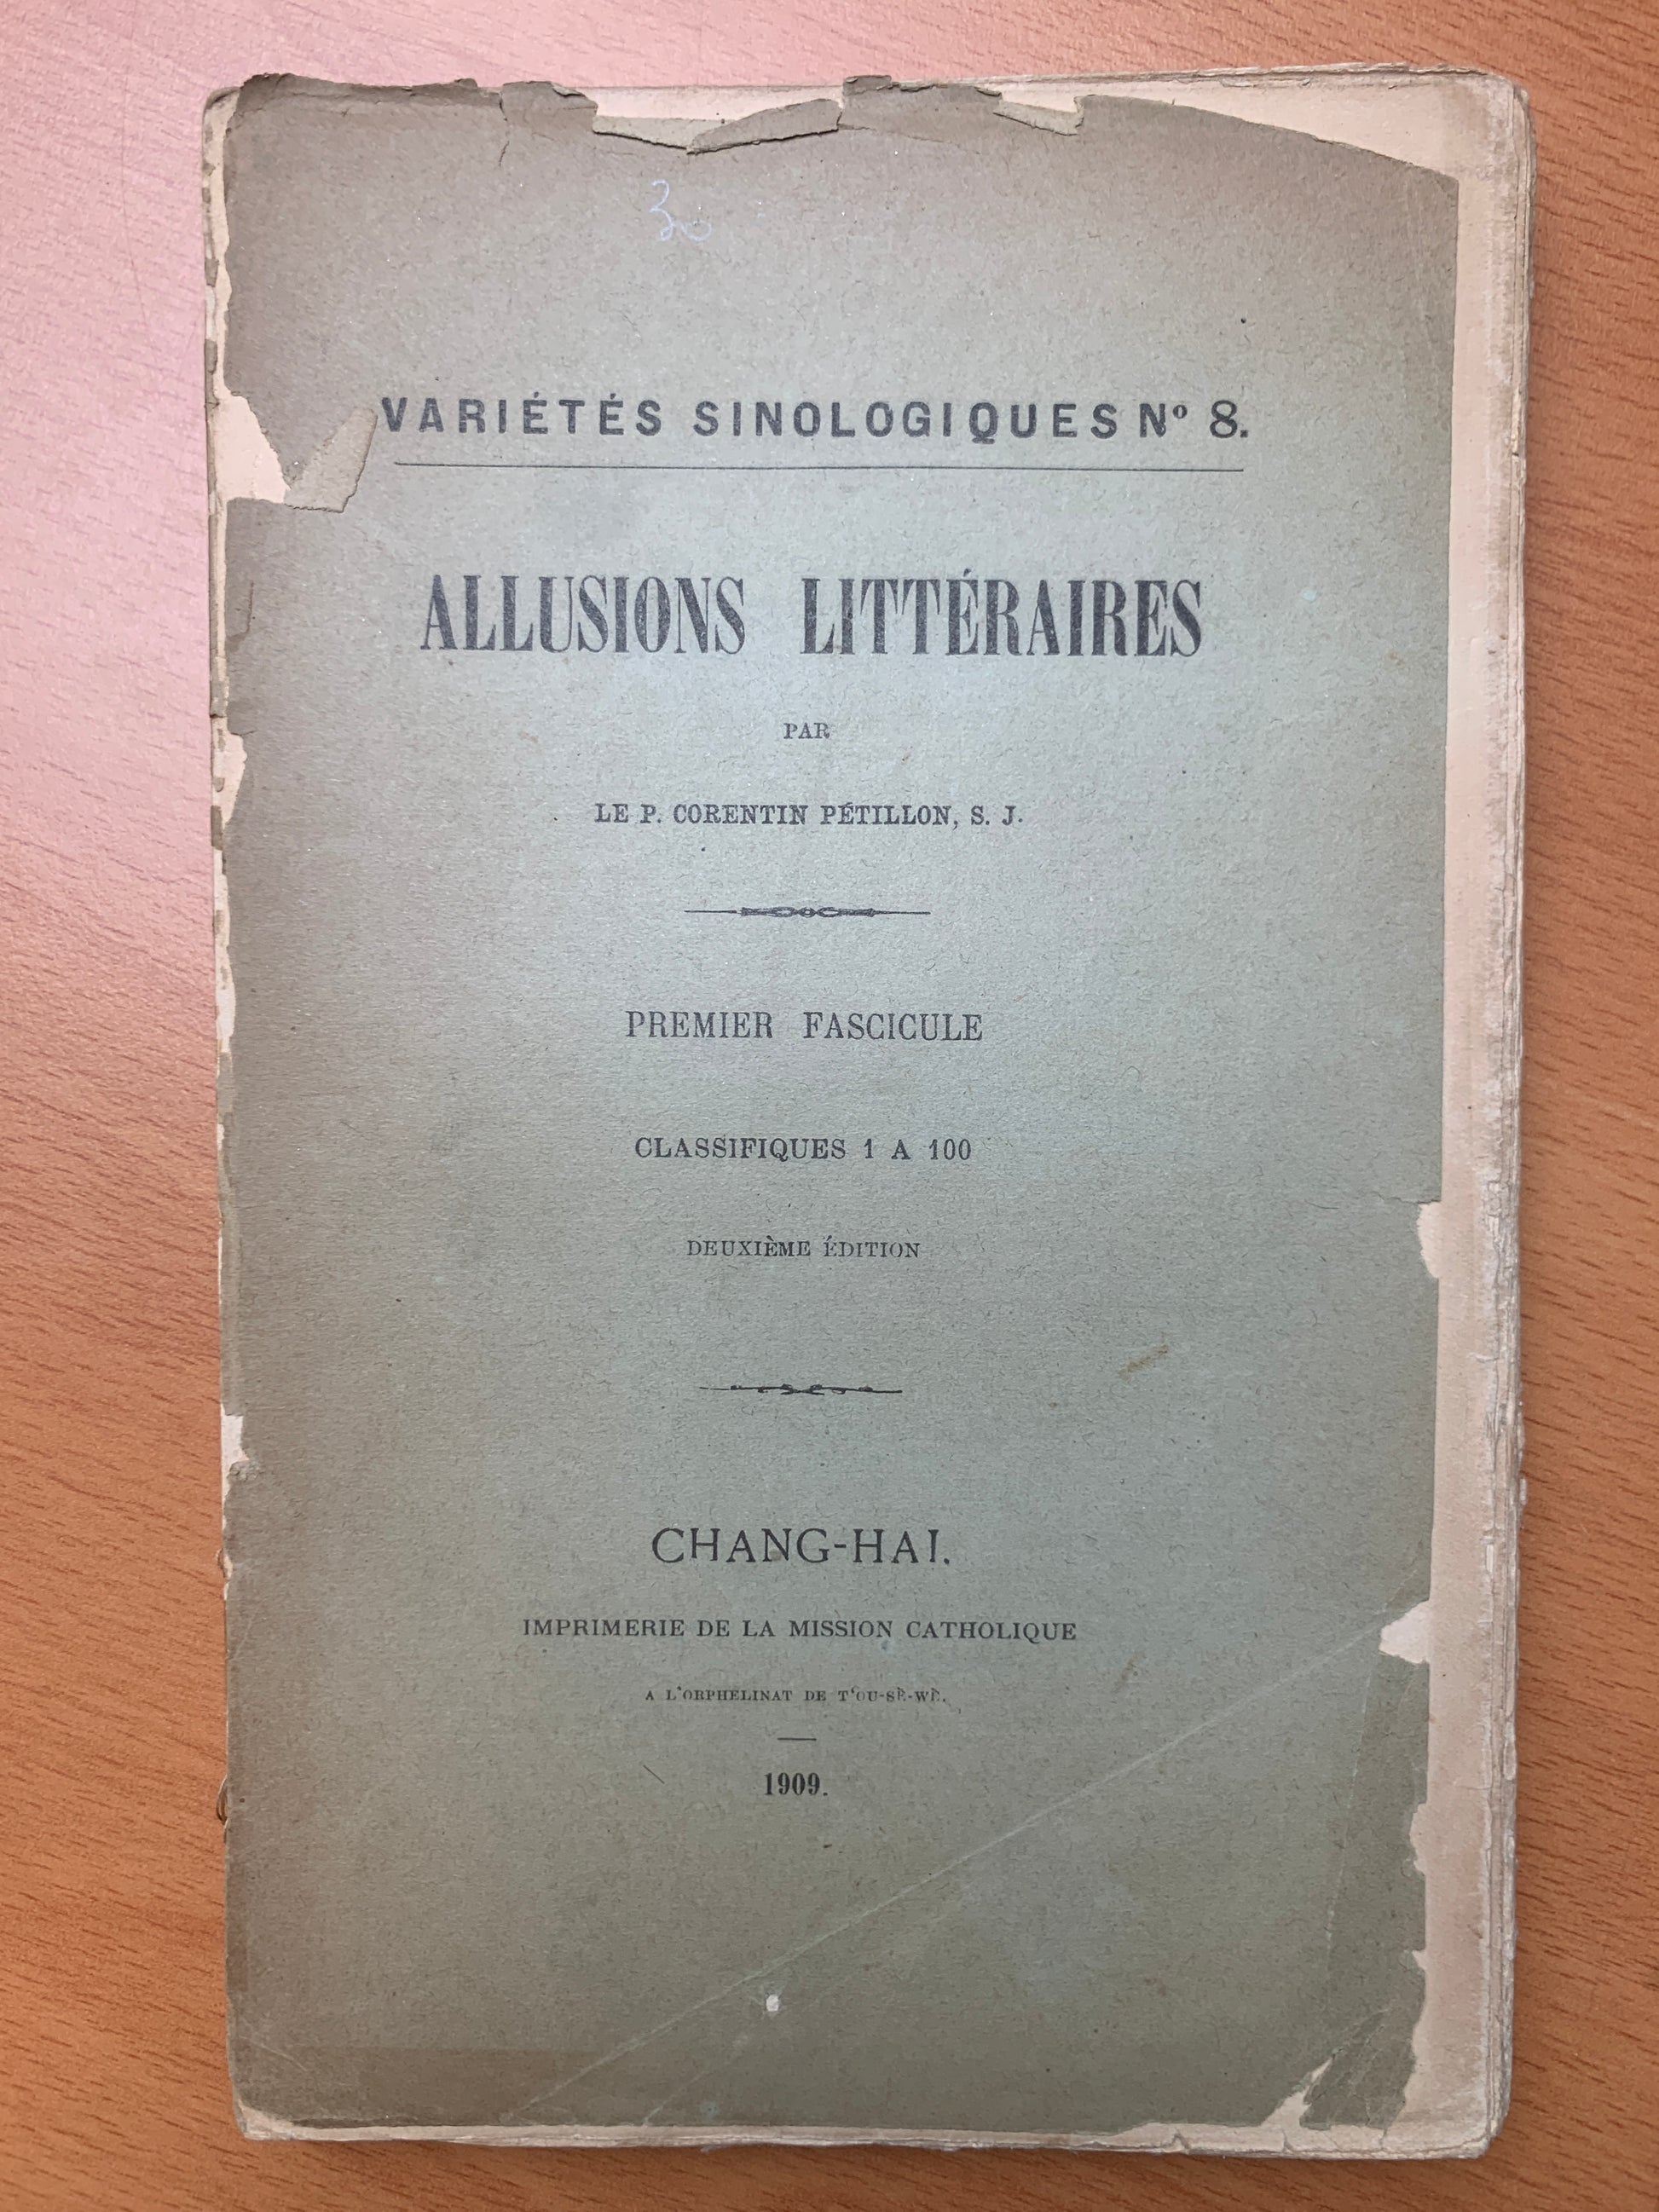 30
VARIÉTÉS SINOLOGIQUES Nº 8.
ALLUSIONS LITTÉRAIRES
PAR
LE P. CORENTIN PÉTILLON, S. J.
PREMIER FASCICULE
CLASSIFIQUES 1 A 100
DEUXIÈME ÉDITION
CHANG-HAI.
IMPRIMERIE DE LA MISSION CATHOLIQUE
A L'ORPHELINAT DE T'OU-SÈ-WÈ.
1909.